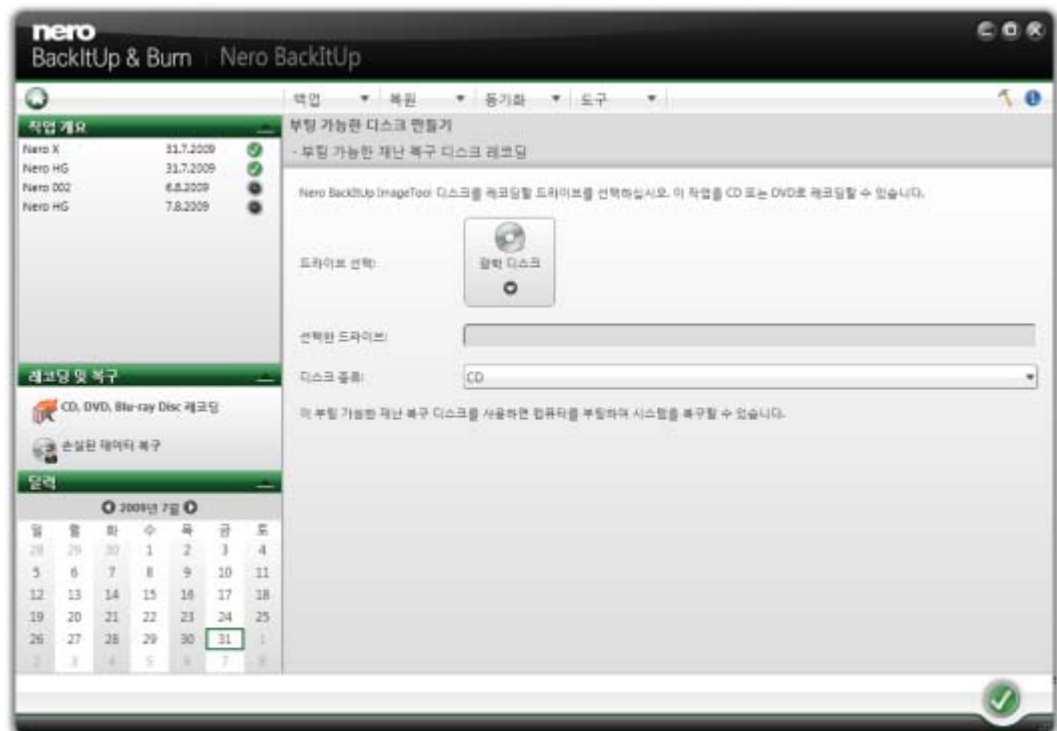 nero
BackItUp & Burn | Nero BackItUp
백업 복원 동기화 도구
작업 개요
Nero X 31.7.2009
Nero HG 31.7.2009
Nero 002 6.8.2009
Nero HG 7.8.2009
레코딩 및 복구
CD, DVD, Blu-ray Disc 레코딩
손실된 데이터 복구
달력
2009년 7월
일 월 화 수 목 금 토
28 29 30 1 2 3 4
5 6 7 8 9 10 11
12 13 14 15 16 17 18
19 20 21 22 23 24 25
26 27 28 29 30 31 1
2 3 4 5 6 7 8
부팅 가능한 디스크 만들기
- 부팅 가능한 재난 복구 디스크 레코딩
Nero BackItUp ImageTool 디스크를 레코딩할 드라이브를 선택하십시오. 이 작업을 CD 또는 DVD로 레코딩할 수 있습니다.
드라이브 선택:
광학 디스크
선택한 드라이브:
디스크 종류:
CD
이 부팅 가능한 재난 복구 디스크를 사용하면 컴퓨터를 부팅하여 시스템을 복구할 수 있습니다.